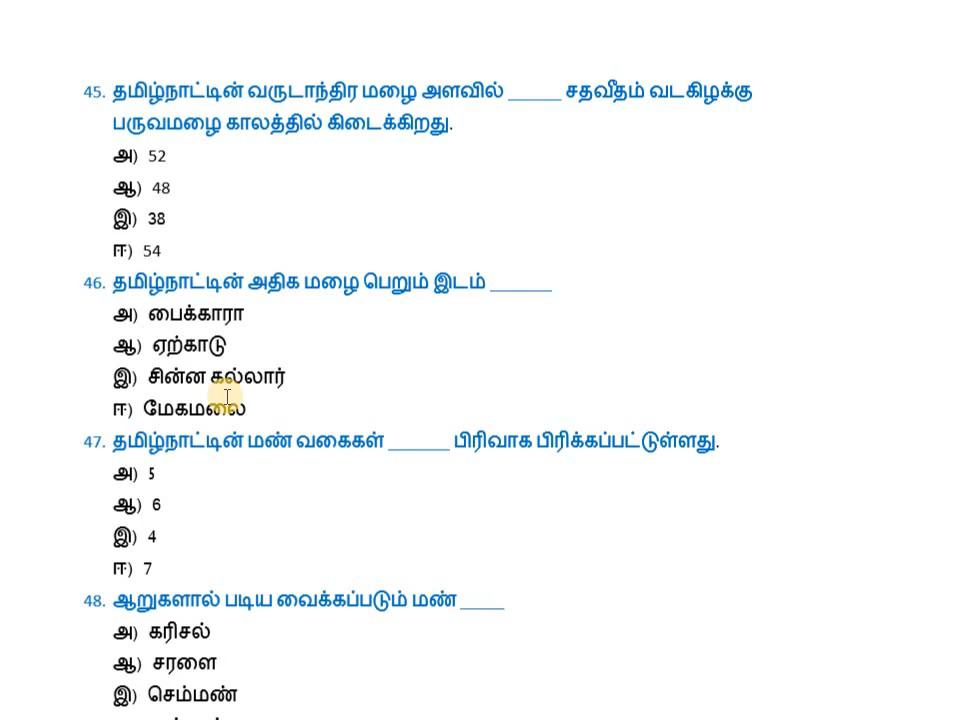 45. தமிழ்நாட்டின் வருடாந்திர மழை அளவில் ______ சதவீதம் வடகிழக்கு
பருவமழை காலத்தில் கிடைக்கிறது.
அ) 52
ஆ) 48
இ) 38
ஈ) 54
46. தமிழ்நாட்டின் அதிக மழை பெறும் இடம் _______
அ) பைக்காரா
ஆ) ஏற்காடு
இ) சின்ன கல்லார்
ஈ) மேகமலை
47. தமிழ்நாட்டின் மண் வகைகள் _______ பிரிவாக பிரிக்கப்பட்டுள்ளது.
அ) 5
ஆ) 6
இ) 4
ஈ) 7
48. ஆறுகளால் படிய வைக்கப்படும் மண் _____
அ) கரிசல்
ஆ) சரளை
இ) செம்மண்